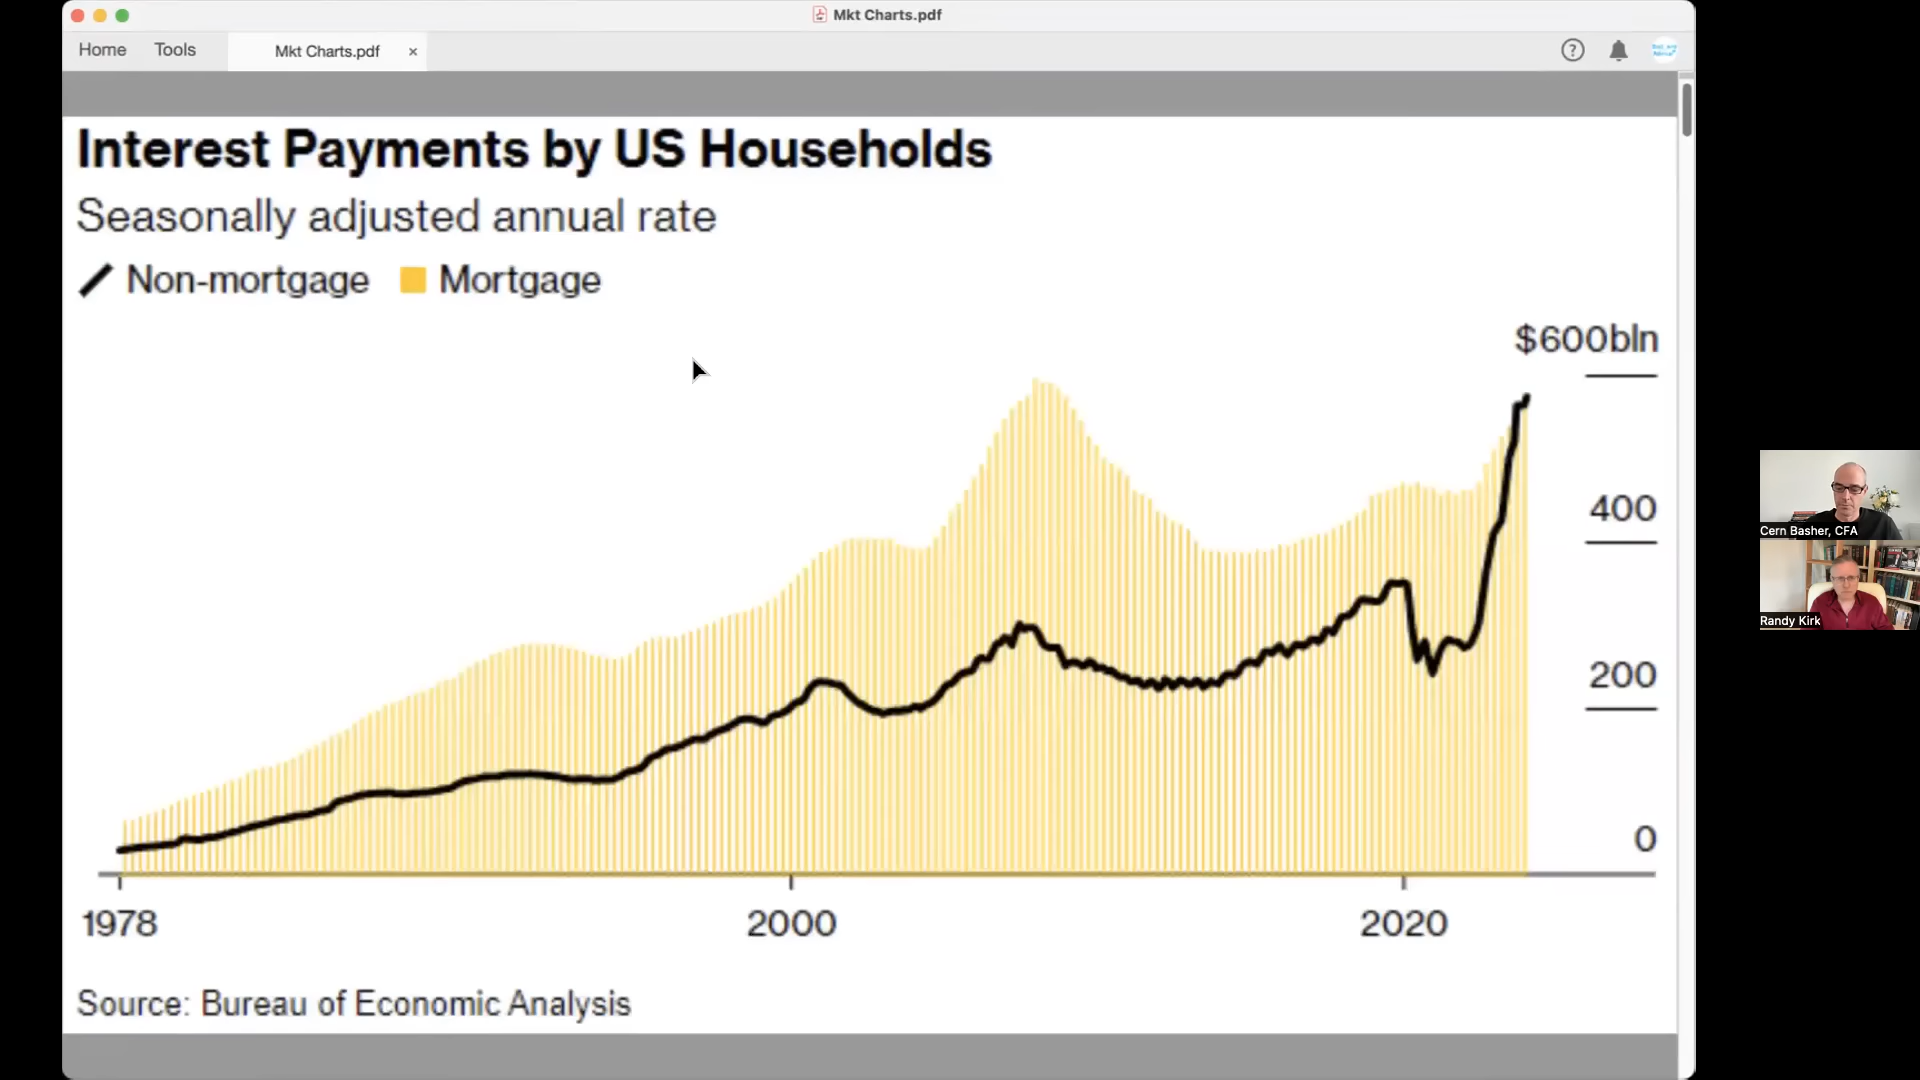 Mkt Charts.pdf
Home Tools Mkt Charts.pdf ×
?
Interest Payments by US Households
Seasonally adjusted annual rate
Non-mortgage Mortgage
$600bln
400
200
0
1978 2000 2020
Source: Bureau of Economic Analysis
Cern Basher, CFA
Randy Kirk